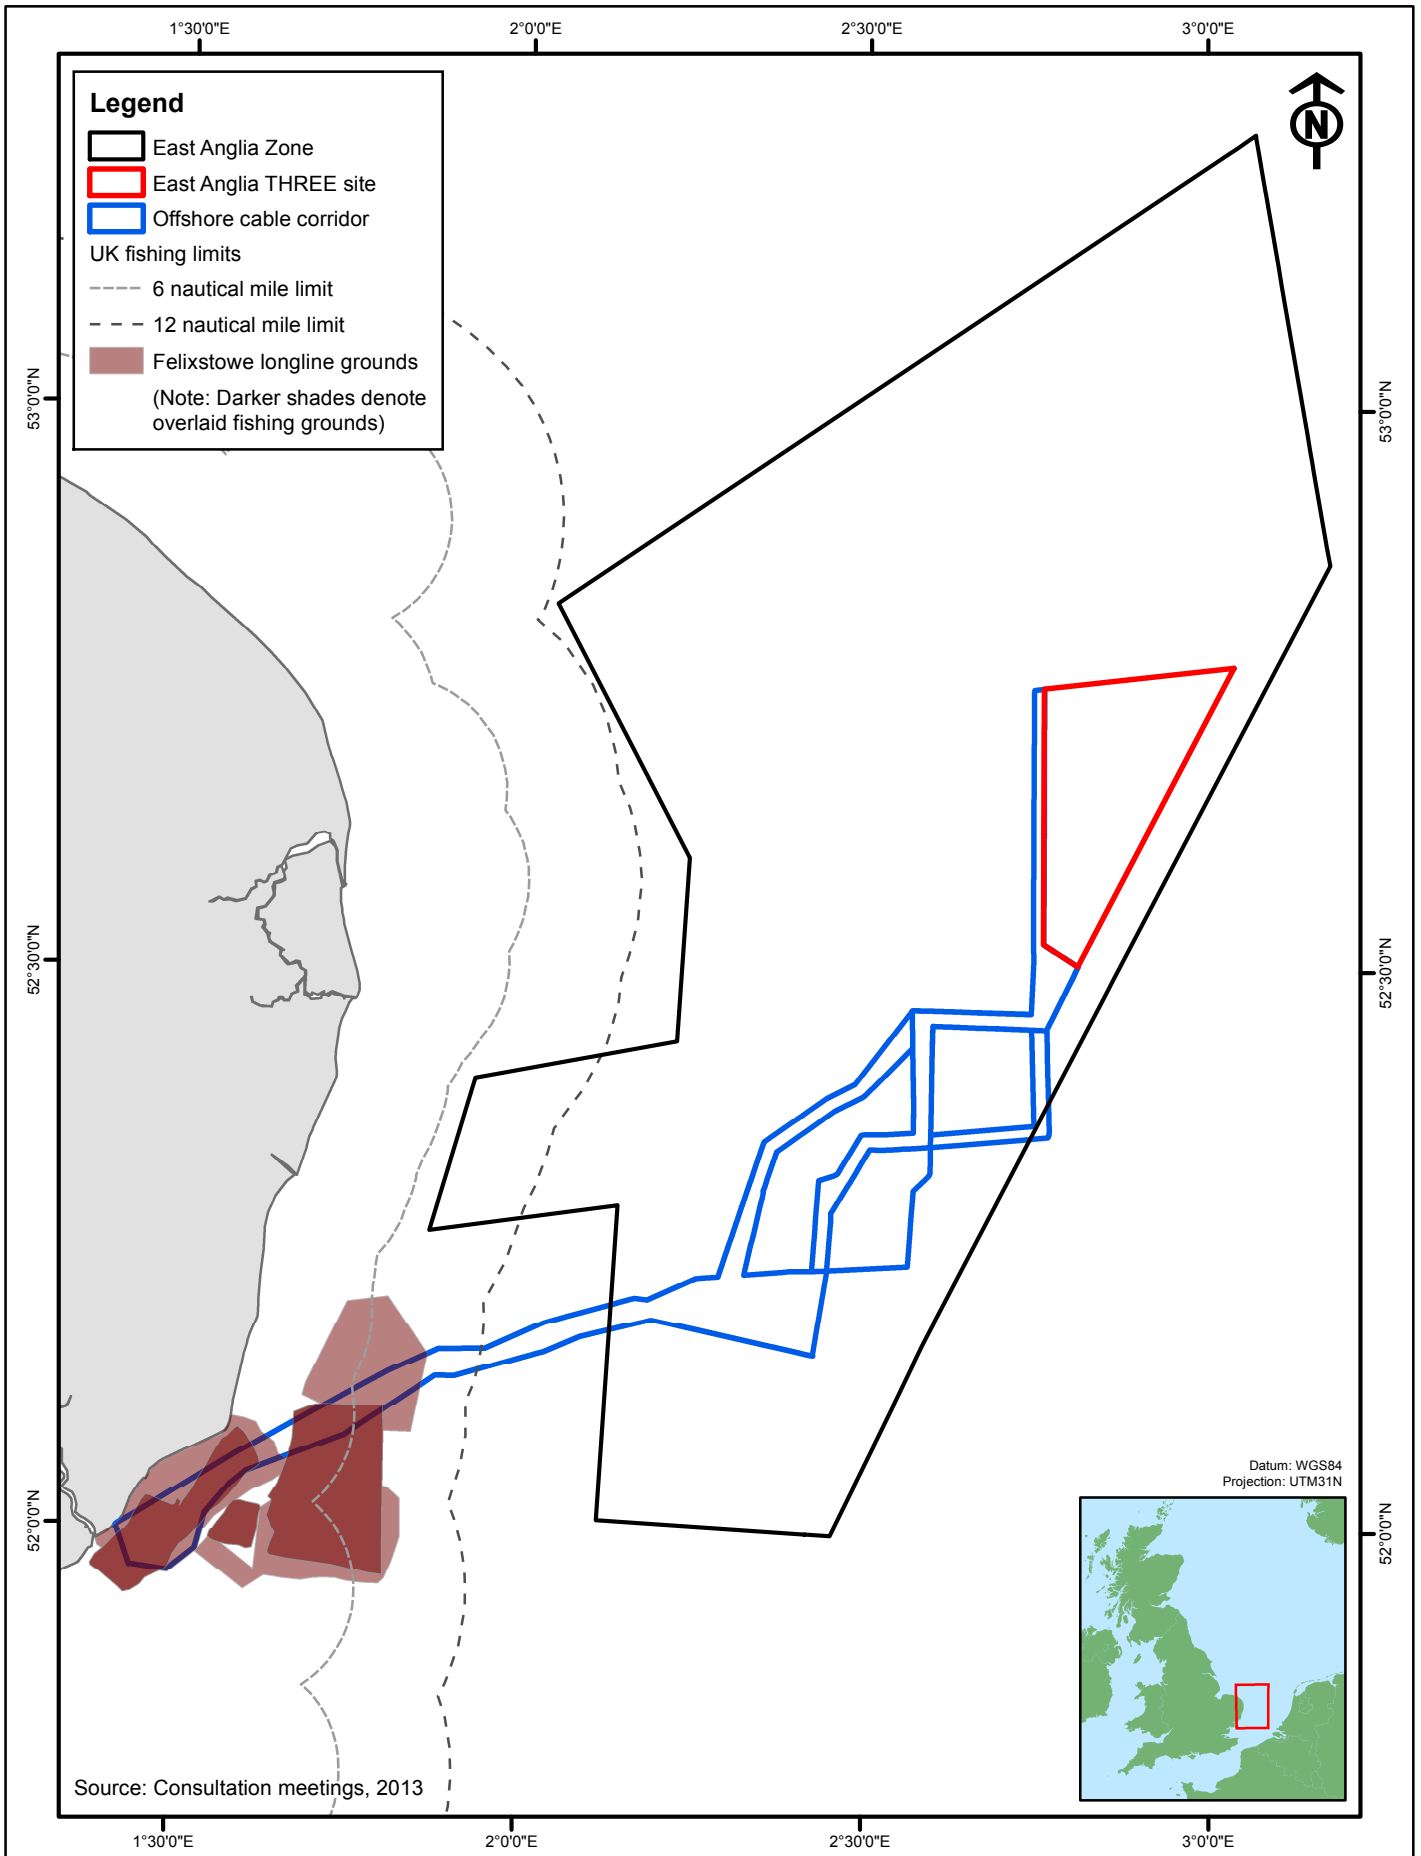 1°30'0"E
2°0'0"E
2°30'0"E
3°0'0"E
Legend
East Anglia Zone
East Anglia THREE site
Offshore cable corridor
UK fishing limits
6 nautical mile limit
12 nautical mile limit
Felixstowe longline grounds
(Note: Darker shades denote
overlaid fishing grounds)
N
53°0'0"N
53°0'0"N
52°30'0"N
52°30'0"N
52°0'0"N
52°0'0"N
Datum: WGS84
Projection: UTM31N
Source: Consultation meetings, 2013
1°30'0"E
2°0'0"E
2°30'0"E
3°0'0"E